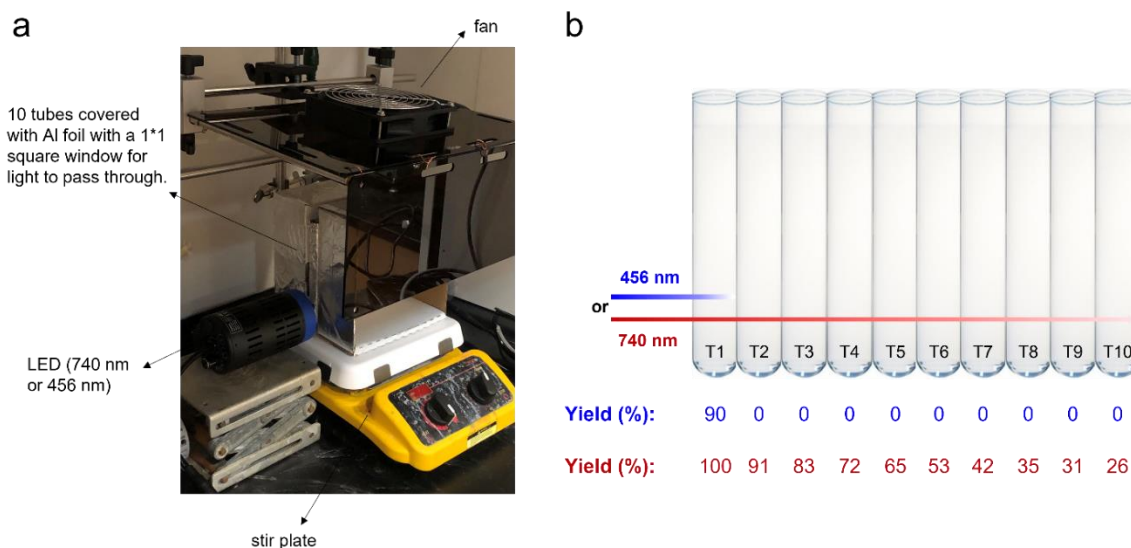 a
fan
10 tubes covered
with Al foil with a 1*1
square window for
light to pass through.
LED (740 nm
or 456 nm)
stir plate
b
456 nm
or
740 nm
T1 T2 T3 T4 T5 T6 T7 T8 T9 T10
Yield (%): 90 0 0 0 0 0 0 0 0 0
Yield (%): 100 91 83 72 65 53 42 35 31 26